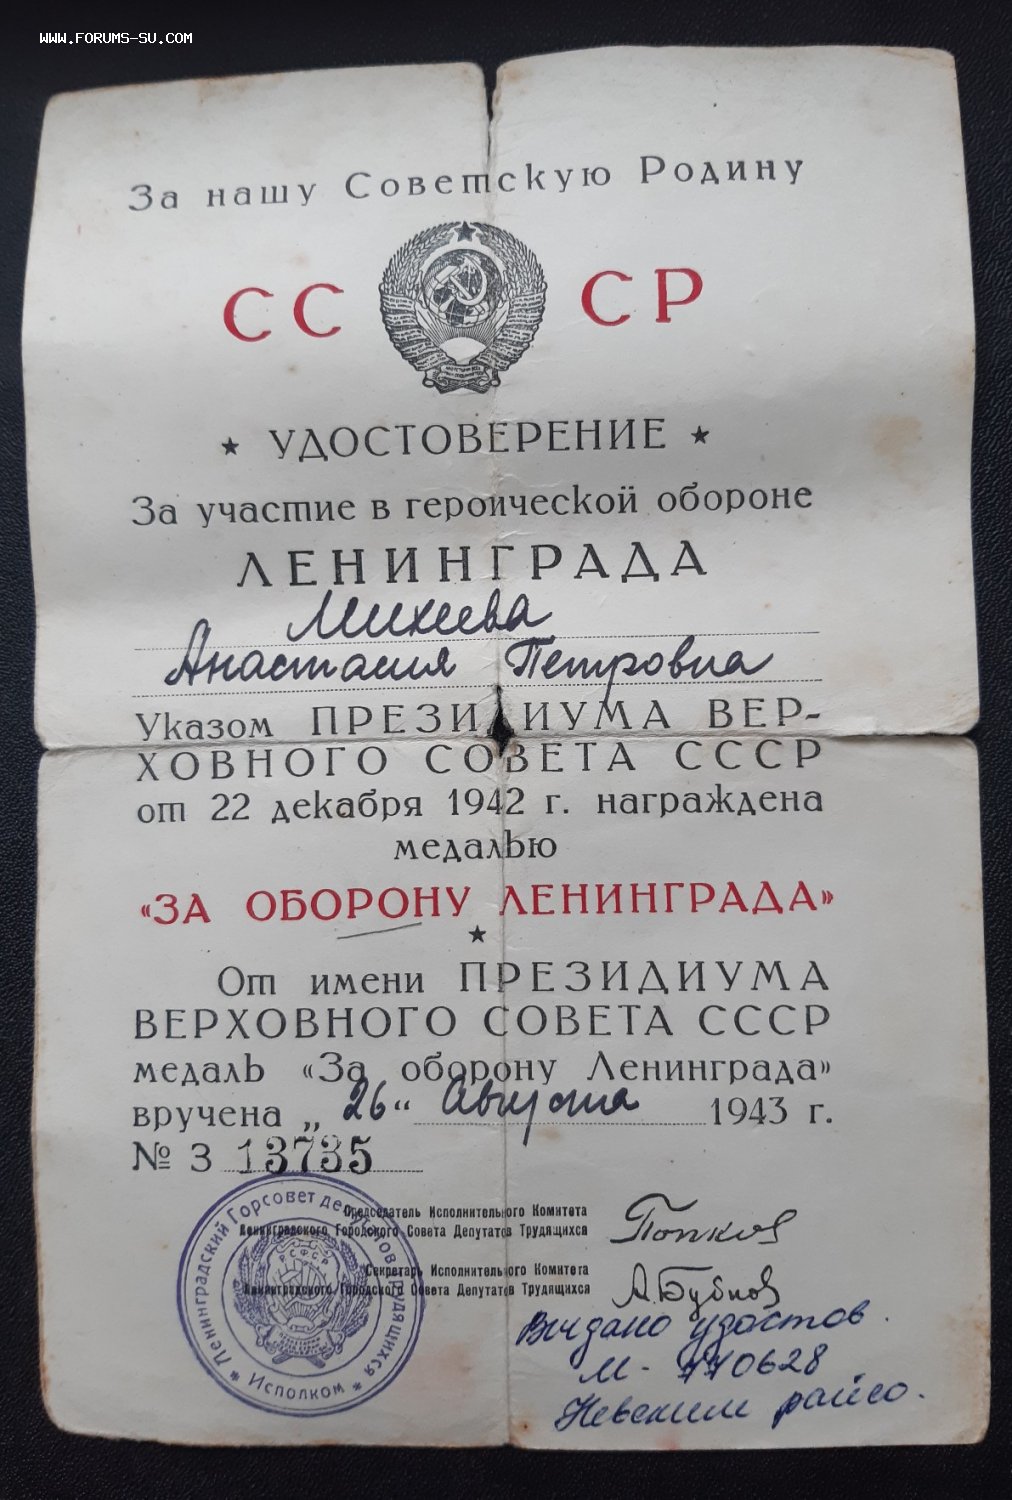 WWW.FORUMS-SU.COM
За нашу Советскую Родину
СС СР
★ УДОСТОВЕРЕНИЕ ★
За участие в героической обороне
ЛЕНИНГРАДА
Михеева
Анастасия Петровна
Указом ПРЕЗИДИУМА ВЕР-
ХОВНОГО СОВЕТА СССР
от 22 декабря 1942 г. награждена
медалью
«ЗА ОБОРОНУ ЛЕНИНГРАДА»
★
От имени ПРЕЗИДИУМА
ВЕРХОВНОГО СОВЕТА СССР
медаль «За оборону Ленинграда»
вручена „ 26 “ Августа 1943 г.
№ З 13735
Председатель Исполнительного Комитета
Ленинградского Городского Совета Депутатов Трудящихся
Попков
Секретарь Исполнительного Комитета
Ленинградского Городского Совета Депутатов Трудящихся
А. Бубнов
Ленинградский Горсовет депутатов трудящихся
* Исполком *
РСФСР
Выдано удостов.
М - 770628
Невским райсо.